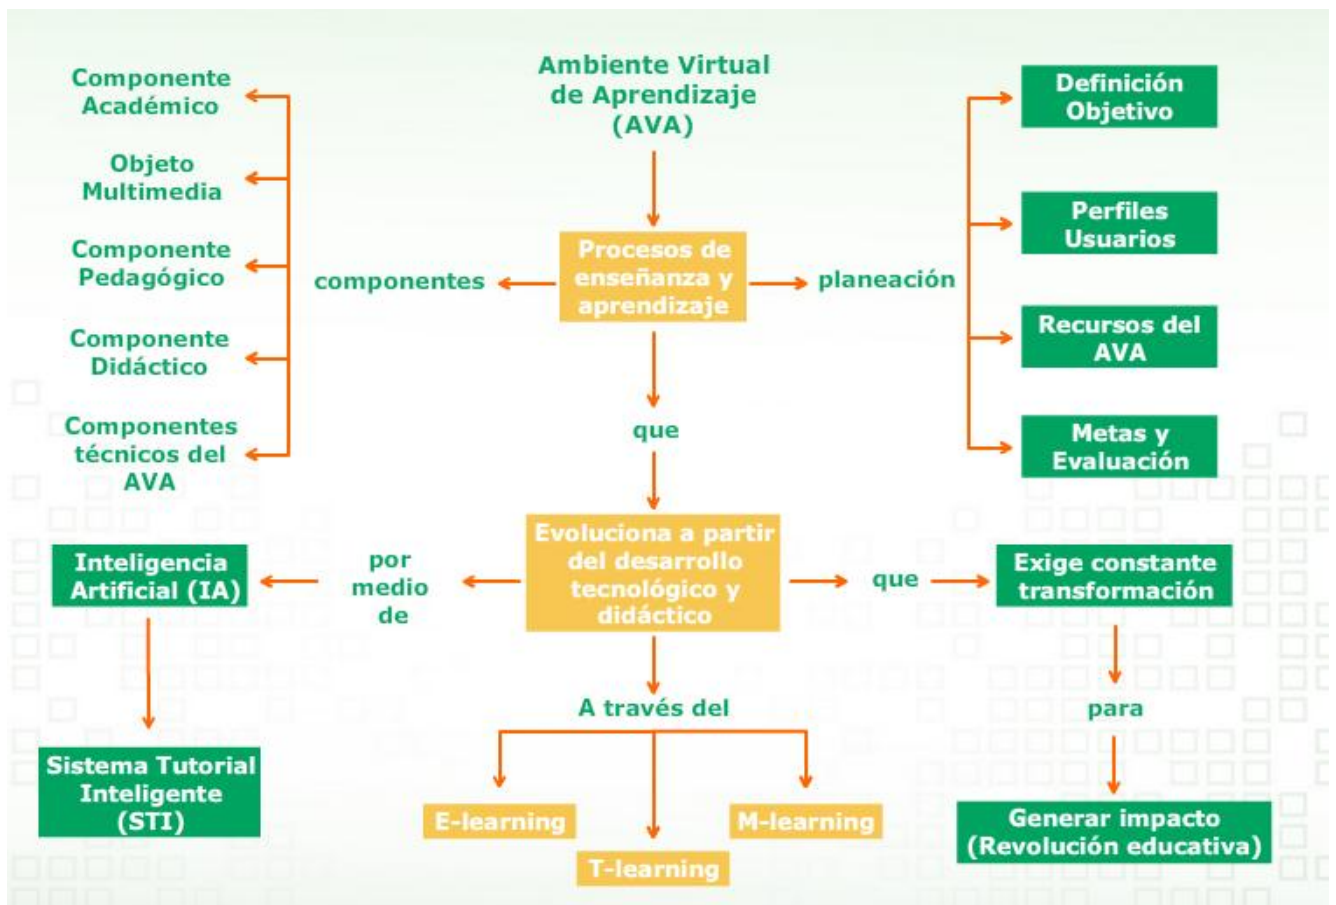 Ambiente Virtual
de Aprendizaje
(AVA)
Componente
Académico
Objeto
Multimedia
Componente
Pedagógico
Componente
Didáctico
Componentes
técnicos del
AVA
componentes
Procesos de
enseñanza y
aprendizaje
planeación
Definición
Objetivo
Perfiles
Usuarios
Recursos del
AVA
Metas y
Evaluación
que
Evoluciona a partir
del desarrollo
tecnológico y
didáctico
por
medio
de
Inteligencia
Artificial (IA)
Sistema Tutorial
Inteligente
(STI)
que
Exige constante
transformación
para
Generar impacto
(Revolución educativa)
A través del
E-learning
T-learning
M-learning